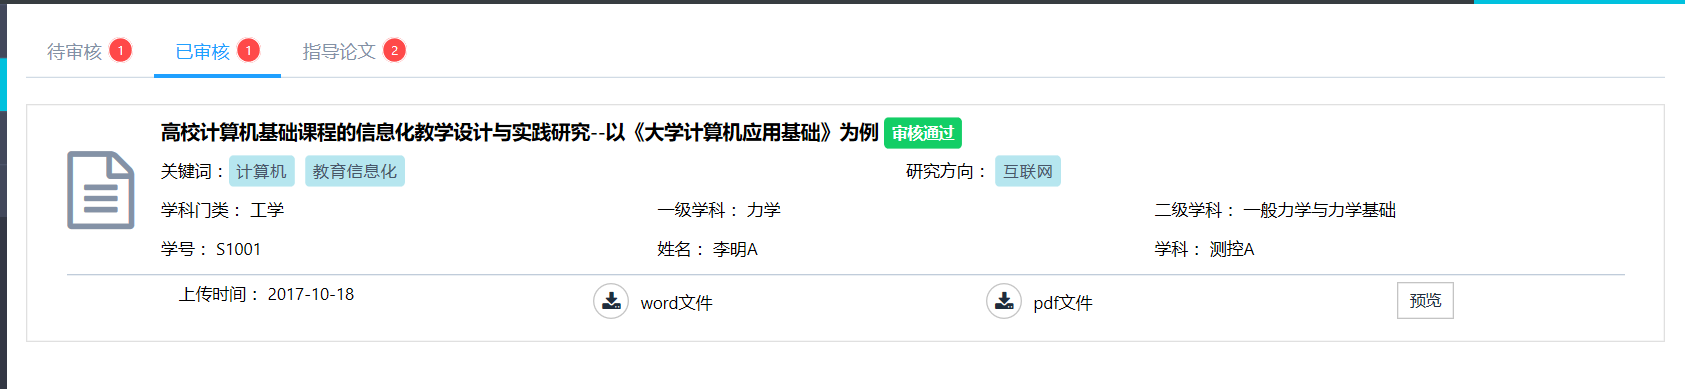 待审核 1 已审核 1 指导论文 2
高校计算机基础课程的信息化教学设计与实践研究--以《大学计算机应用基础》为例 审核通过
关键词： 计算机 教育信息化 研究方向： 互联网
学科门类： 工学 一级学科： 力学 二级学科： 一般力学与力学基础
学号： S1001 姓名： 李明A 学科： 测控A
上传时间： 2017-10-18 word文件 pdf文件 预览